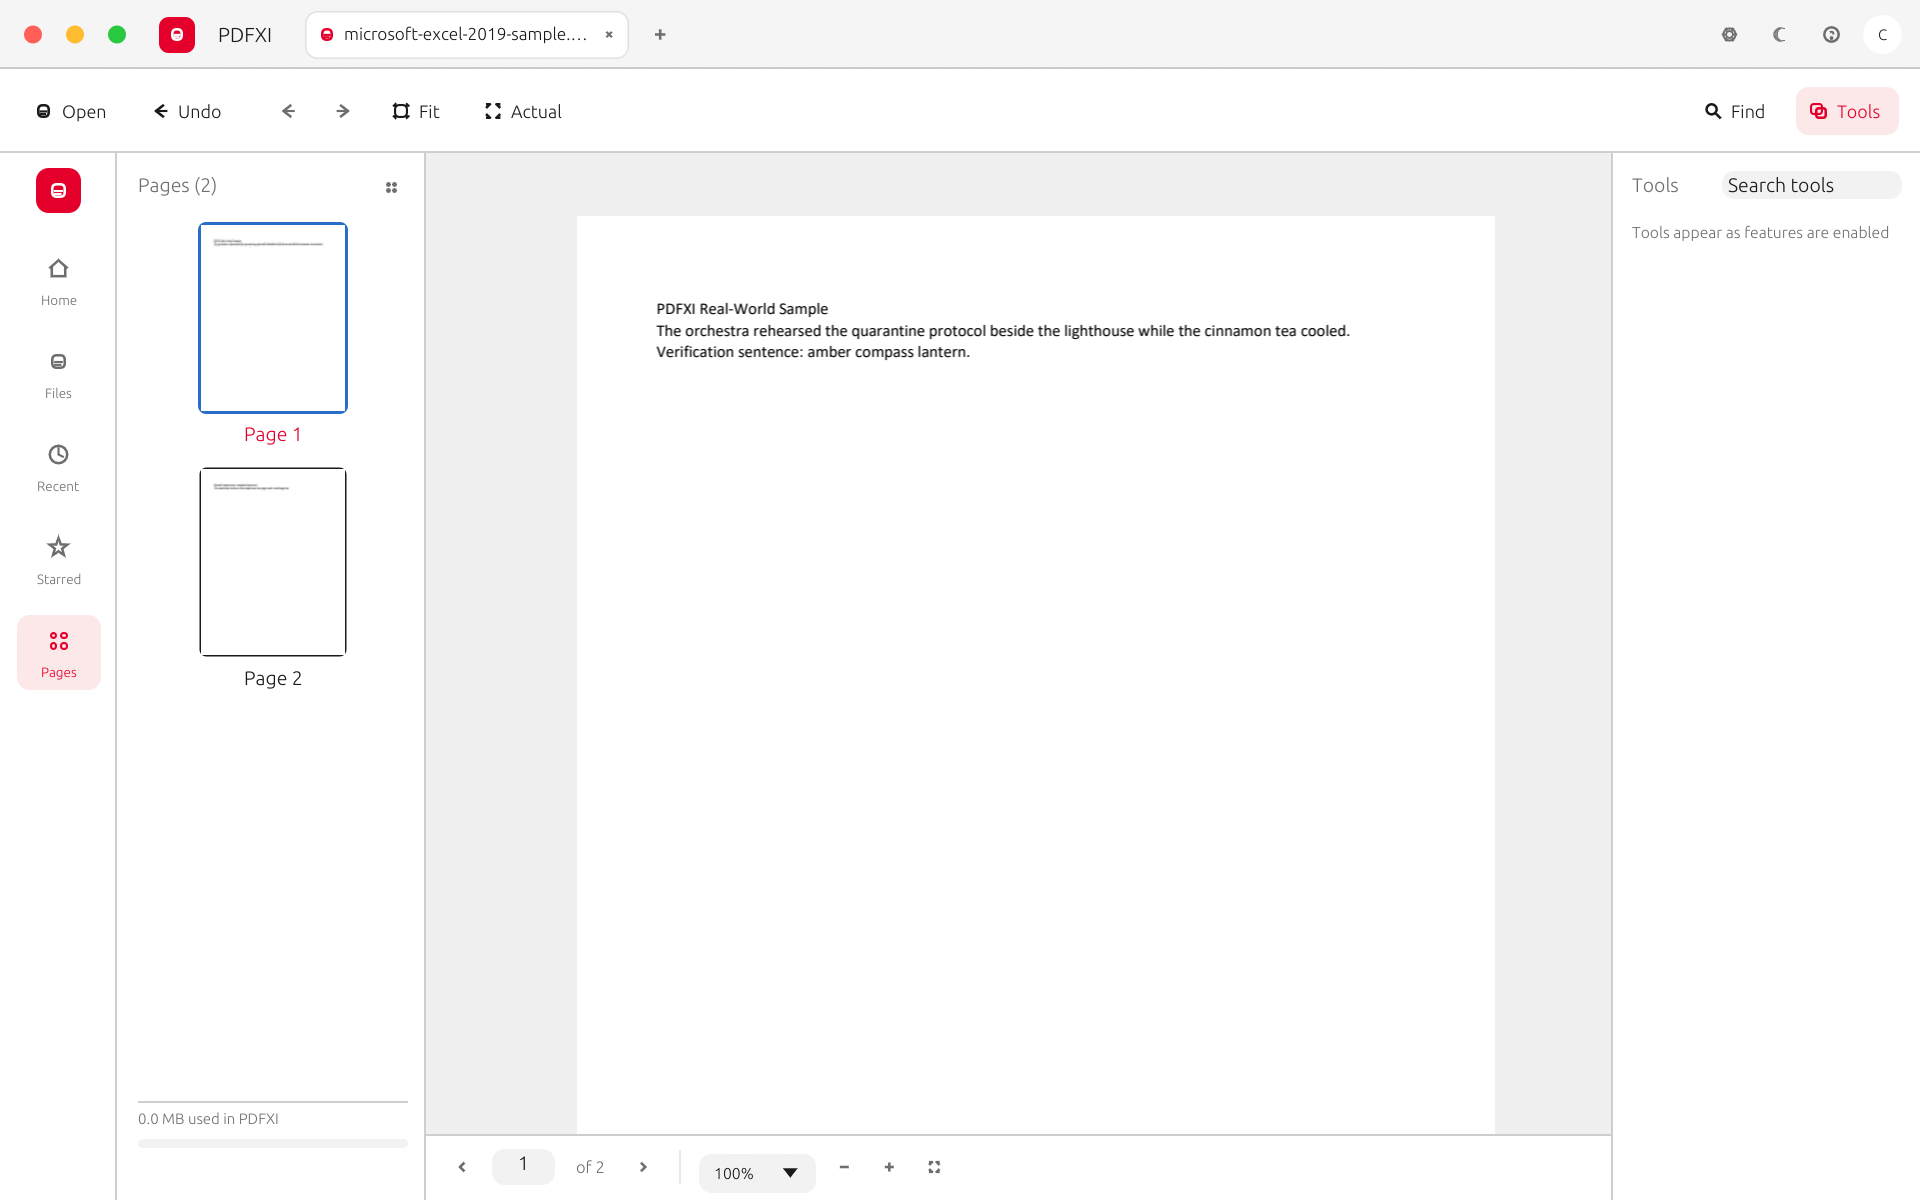 PDFXI
microsoft-excel-2019-sample....
C
Open
Undo
Fit
Actual
Find
Tools
Home
Files
Recent
Starred
Pages
Pages (2)
Page 1
Page 2
0.0 MB used in PDFXI
PDFXI Real-World Sample
The orchestra rehearsed the quarantine protocol beside the lighthouse while the cinnamon tea cooled.
Verification sentence: amber compass lantern.
1 of 2
100%
Tools
Search tools
Tools appear as features are enabled